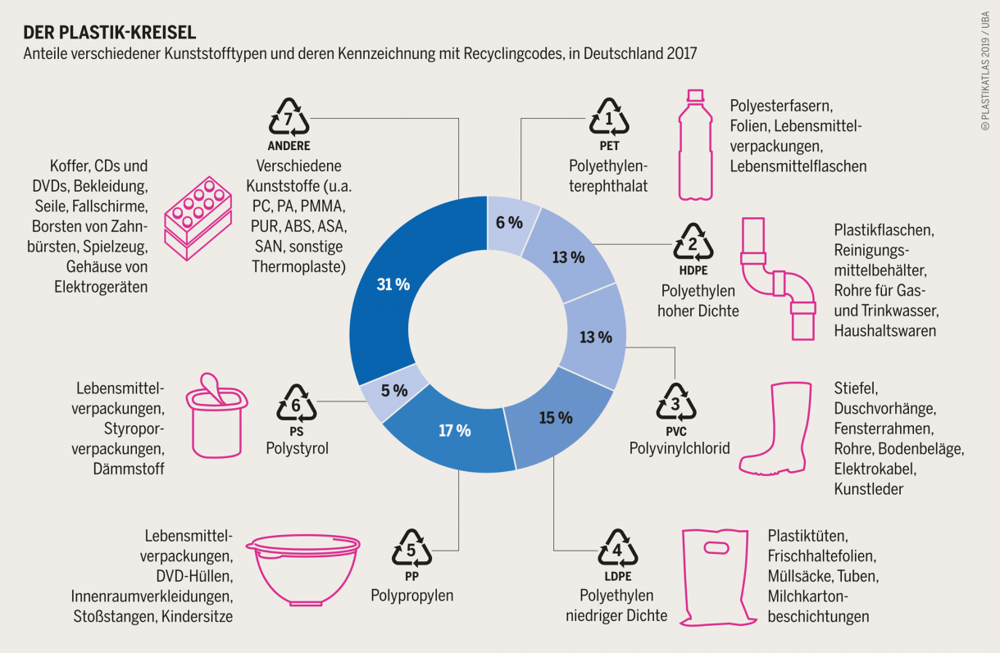 DER PLASTIK-KREISEL
Anteile verschiedener Kunststofftypen und deren Kennzeichnung mit Recyclingcodes, in Deutschland 2017
© PLASTIKATLAS 2019 / UBA
1
PET
Polyethylen-
terephthalat
Polyesterfasern,
Folien, Lebensmittel-
verpackungen,
Lebensmittelflaschen
6 %
2
HDPE
Polyethylen
hoher Dichte
Plastikflaschen,
Reinigungs-
mittelbehälter,
Rohre für Gas-
und Trinkwasser,
Haushaltswaren
13 %
3
PVC
Polyvinylchlorid
Stiefel,
Duschvorhänge,
Fensterrahmen,
Rohre, Bodenbeläge,
Elektrokabel,
Kunstleder
13 %
4
LDPE
Polyethylen
niedriger Dichte
Plastiktüten,
Frischhaltefolien,
Müllsäcke, Tuben,
Milchkarton-
beschichtungen
15 %
5
PP
Polypropylen
Lebensmittel-
verpackungen,
DVD-Hüllen,
Innenraumverkleidungen,
Stoßstangen, Kindersitze
17 %
6
PS
Polystyrol
Lebensmittel-
verpackungen,
Styropor-
verpackungen,
Dämmstoff
5 %
7
ANDERE
Verschiedene
Kunststoffe (u.a.
PC, PA, PMMA,
PUR, ABS, ASA,
SAN, sonstige
Thermoplaste)
Koffer, CDs und
DVDs, Bekleidung,
Seile, Fallschirme,
Borsten von Zahn-
bürsten, Spielzeug,
Gehäuse von
Elektrogeräten
31 %